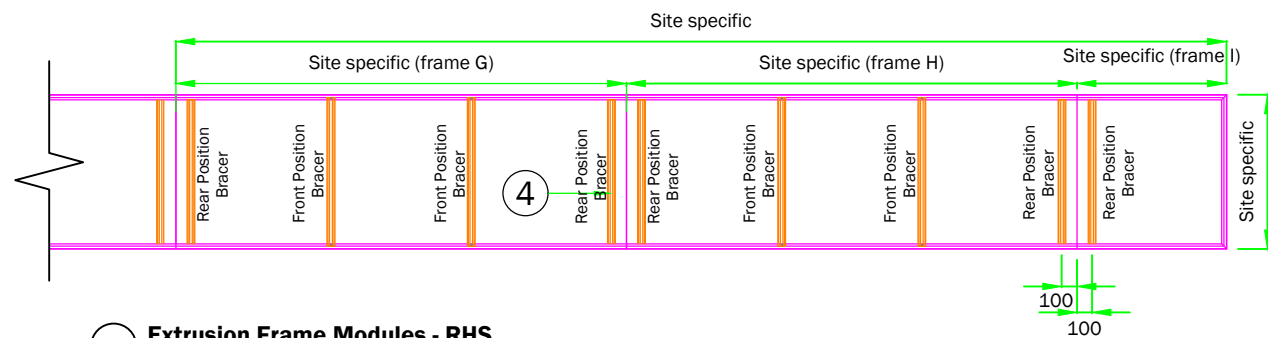 Site specific
Site specific (frame G)
Site specific (frame H)
Site specific (frame I)
Rear Position
Bracer
Front Position
Bracer
Front Position
Bracer
4
Rear Position
Bracer
Rear Position
Bracer
Front Position
Bracer
Front Position
Bracer
Rear Position
Bracer
Rear Position
Bracer
Site specific
100
100
Extrusion Frame Modules - RHS